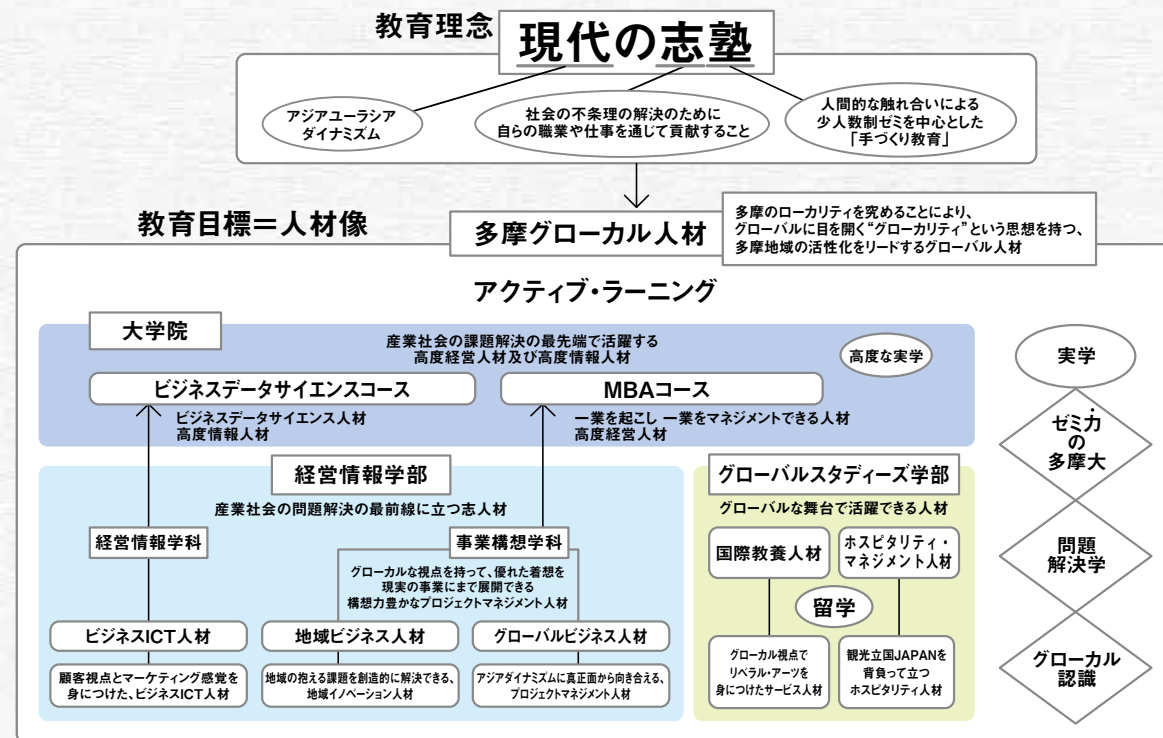 教育理念
現代の志塾
アジアユーラシア
ダイナミズム
社会の不条理の解決のために
自らの職業や仕事を通じて貢献すること
人間的な触れ合いによる
少人数制ゼミを中心とした
「手づくり教育」
教育目標＝人材像
多摩グローカル人材
多摩のローカリティを究めることにより、
グローバルに目を開く“グローカリティ”という思想を持つ、
多摩地域の活性化をリードするグローバル人材
アクティブ・ラーニング
大学院
産業社会の課題解決の最先端で活躍する
高度経営人材及び高度情報人材
高度な実学
ビジネスデータサイエンスコース
MBAコース
ビジネスデータサイエンス人材
高度情報人材
一業を起こし 一業をマネジメントできる人材
高度経営人材
経営情報学部
産業社会の問題解決の最前線に立つ志人材
経営情報学科
事業構想学科
グローカルな視点を持って、優れた着想を
現実の事業にまで展開できる
構想力豊かなプロジェクトマネジメント人材
ビジネスICT人材
地域ビジネス人材
グローバルビジネス人材
顧客視点とマーケティング感覚を
身につけた、ビジネスICT人材
地域の抱える課題を創造的に解決できる、
地域イノベーション人材
アジアダイナミズムに真正面から向き合える、
プロジェクトマネジメント人材
グローバルスタディーズ学部
グローバルな舞台で活躍できる人材
国際教養人材
ホスピタリティ・
マネジメント人材
留学
グローカル視点で
リベラル・アーツを
身につけたサービス人材
観光立国JAPANを
背負って立つ
ホスピタリティ人材
実学
ゼミ力
の
多摩大
問題
解決学
グローカル
認識